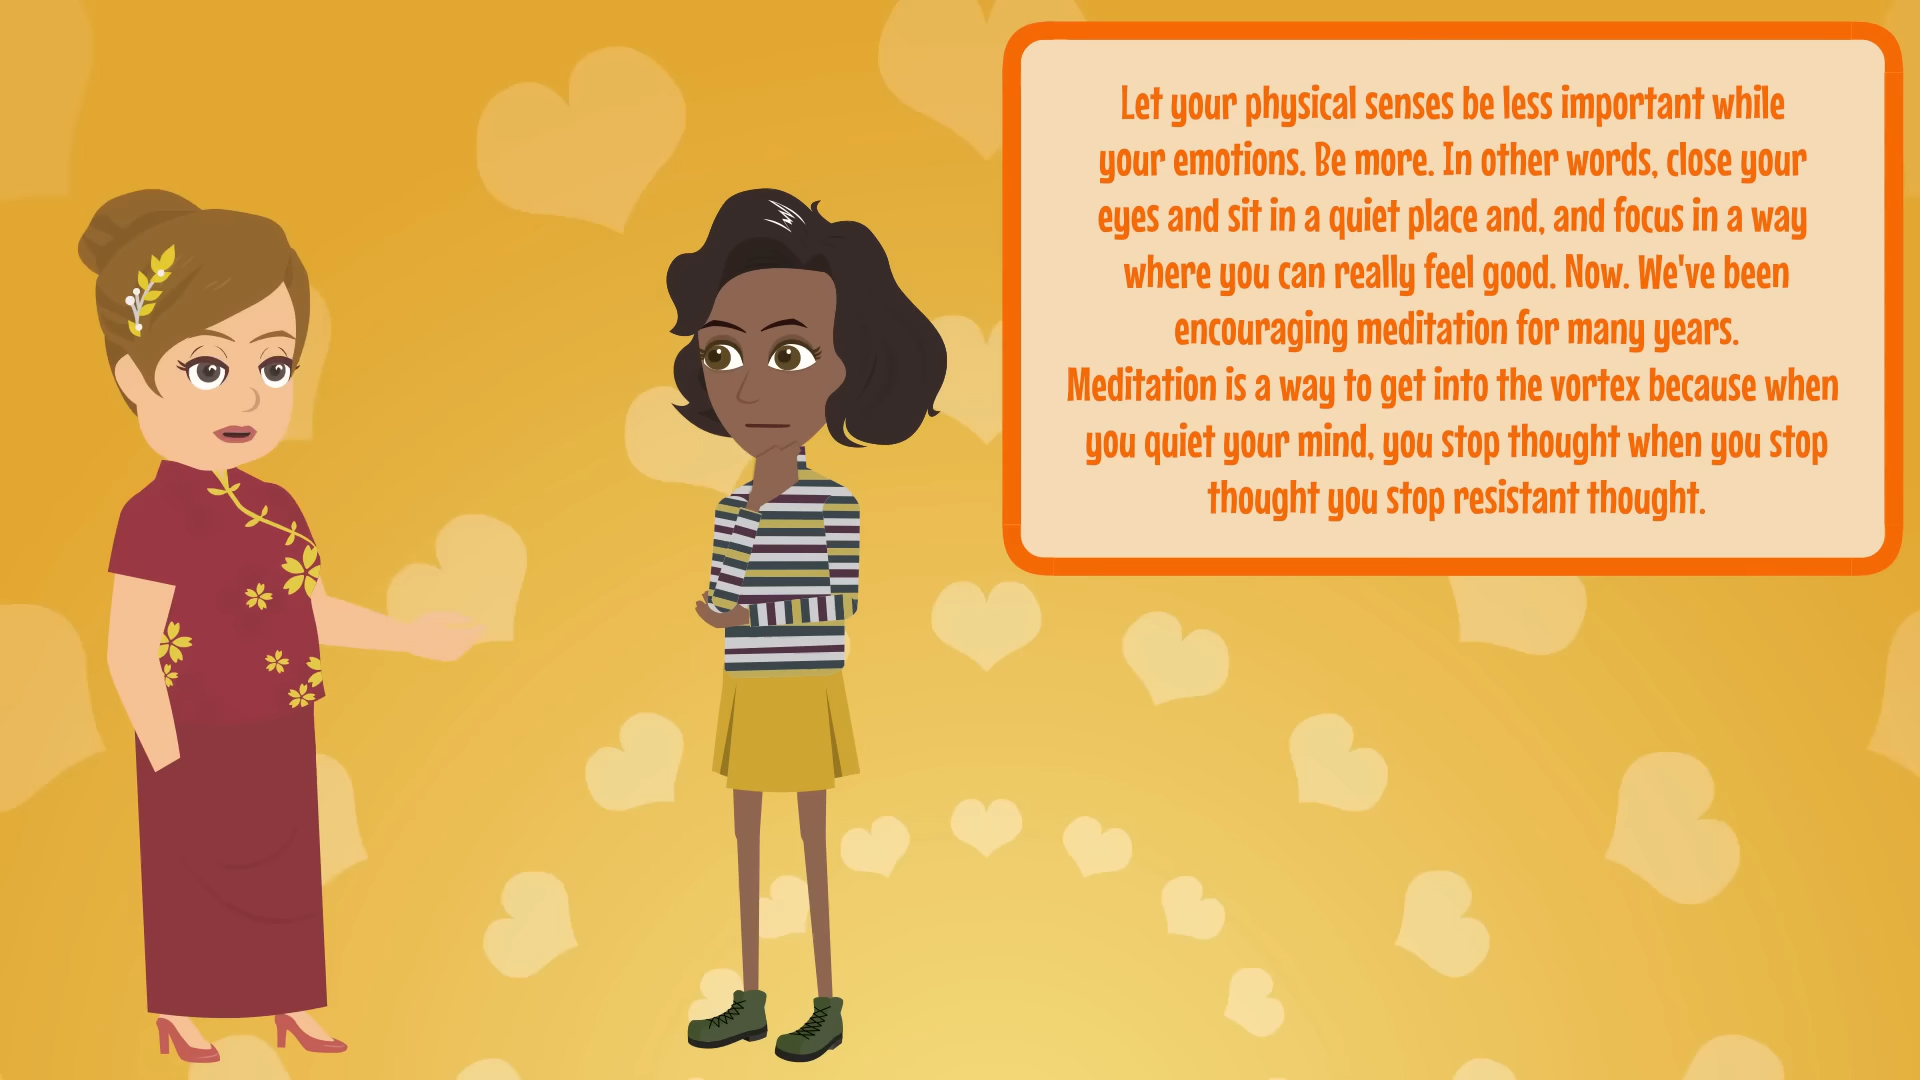 Let your physical senses be less important while
your emotions. Be more. In other words, close your
eyes and sit in a quiet place and, and focus in a way
where you can really feel good. Now. We've been
encouraging meditation for many years.
Meditation is a way to get into the vortex because when
you quiet your mind, you stop thought when you stop
thought you stop resistant thought.